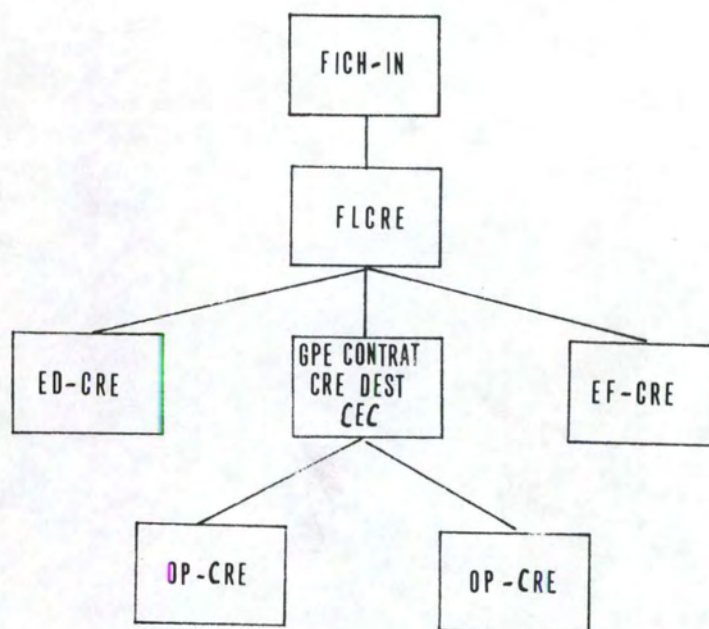 FICH-IN
FLCRE
ED-CRE
GPE CONTRAT
CRE DEST
CEC
EF-CRE
OP-CRE
OP-CRE